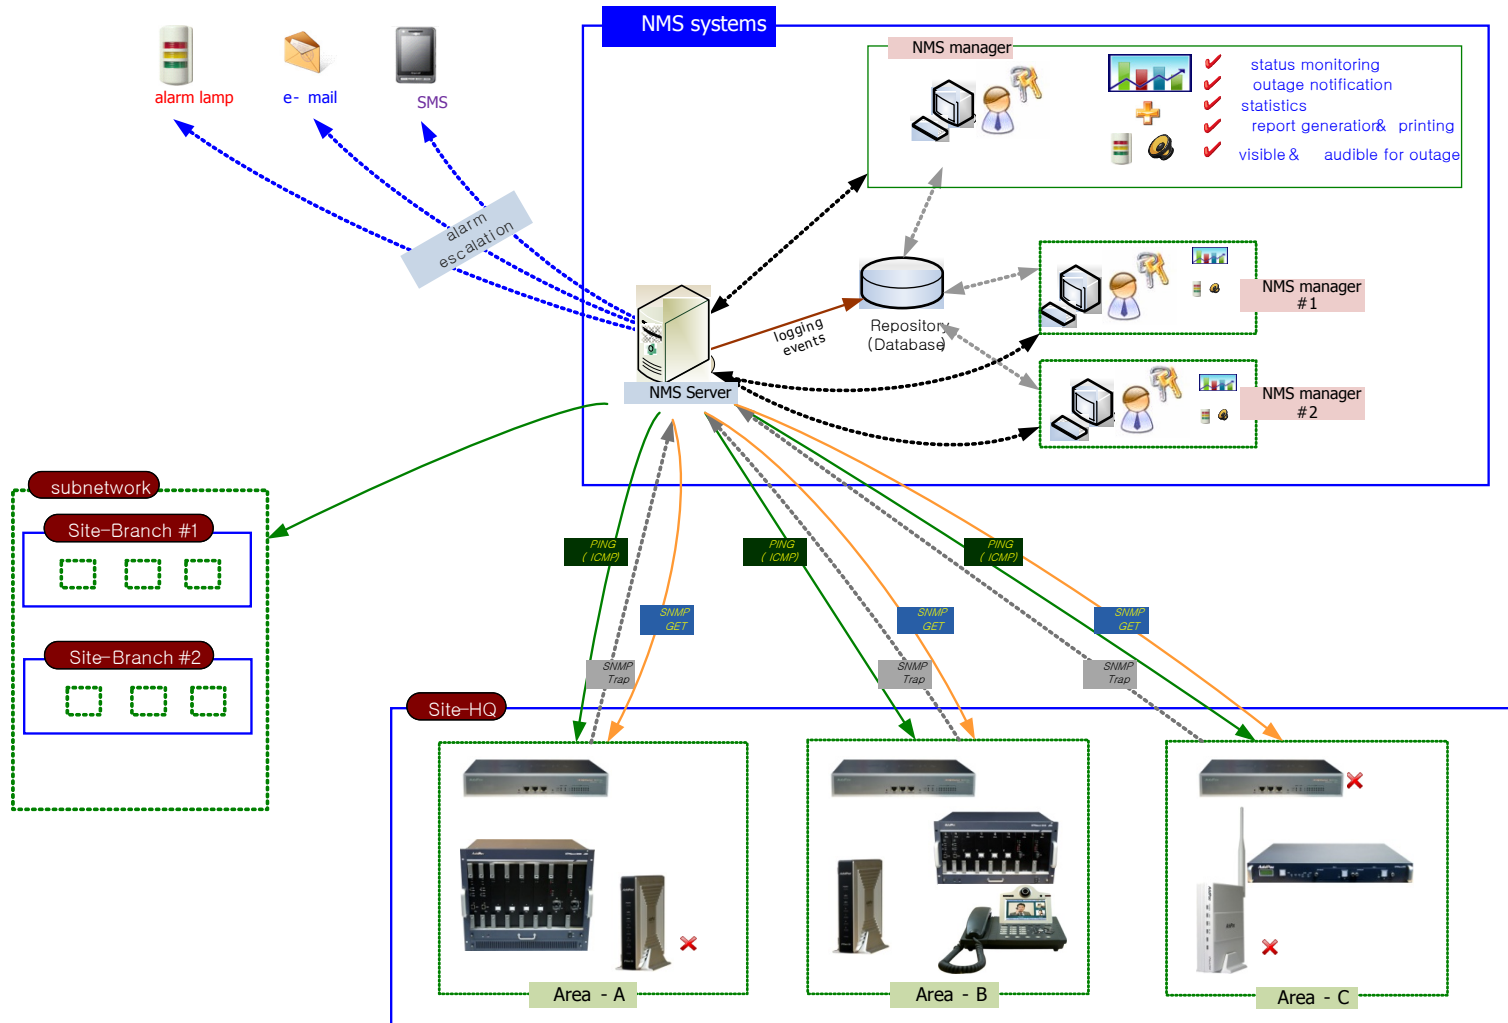 NMS systems
NMS manager
status monitoring
outage notification
statistics
report generation& printing
visible & audible for outage
alarm lamp
e- mail
SMS
alarm
escalation
NMS manager
#1
logging
events
Repository
(Database)
NMS Server
NMS manager
#2
subnetwork
Site-Branch #1
Site-Branch #2
PING
( ICMP)
PING
( ICMP)
PING
( ICMP)
SNMP
GET
SNMP
GET
SNMP
GET
SNMP
Trap
SNMP
Trap
SNMP
Trap
Site-HQ
Area - A
Area - B
Area - C